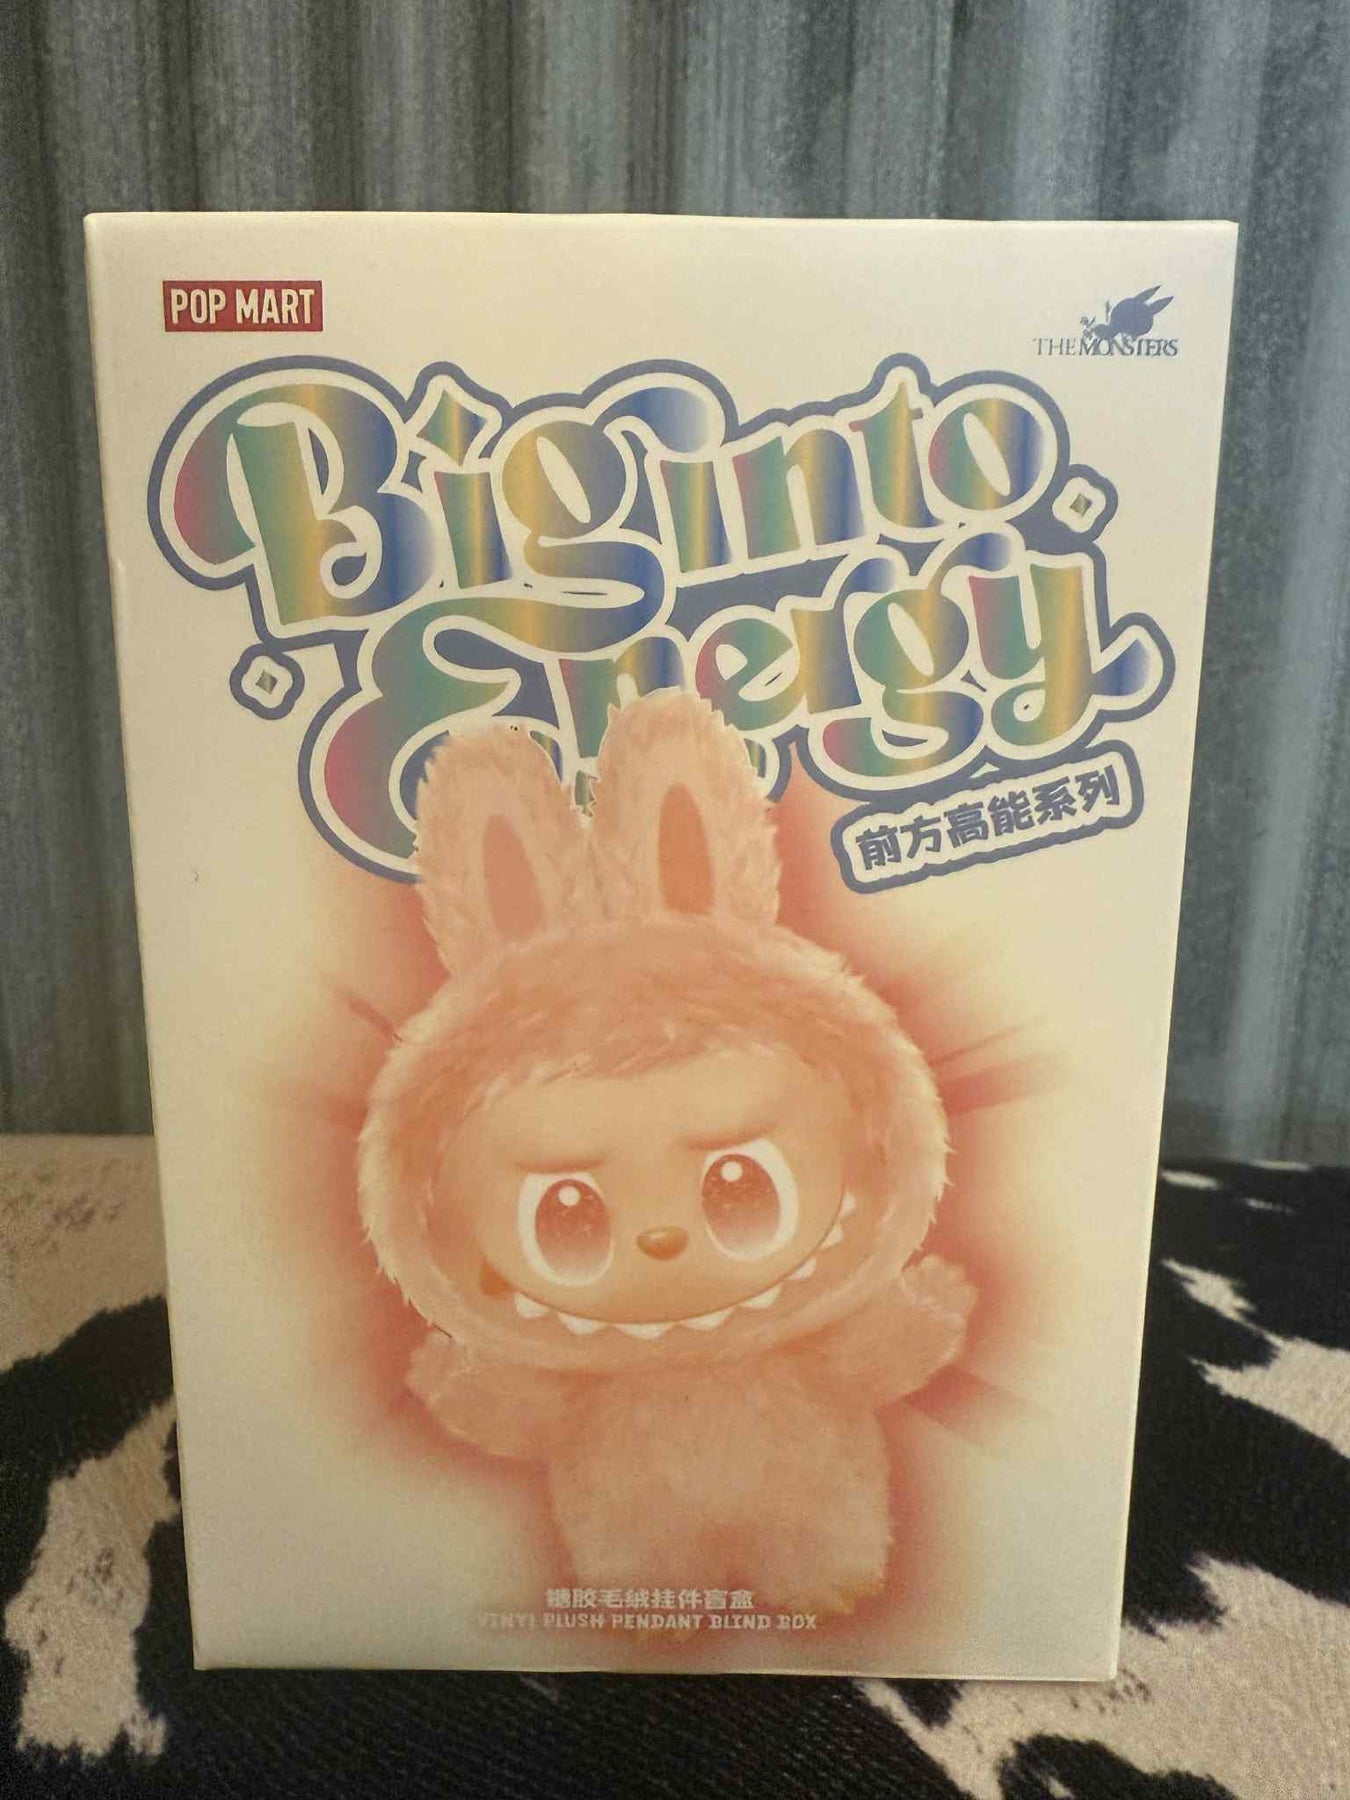 POP MART
THE MONSTERS
Big into
Energy
前方高能系列
搪胶毛绒挂件盲盒
VINYL PLUSH PENDANT BLIND BOX